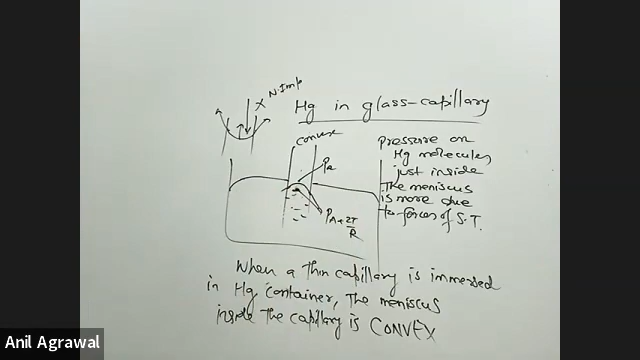 X N.Imp
Hg in glass-capillary
convex
Pa
PA + 2T/R
Pressure on
Hg molecules
just inside
The meniscus
is more due
to forces of S.T.
When a thin capillary is immersed
in Hg container, The meniscus
inside the capillary is CONVEX
Anil Agrawal